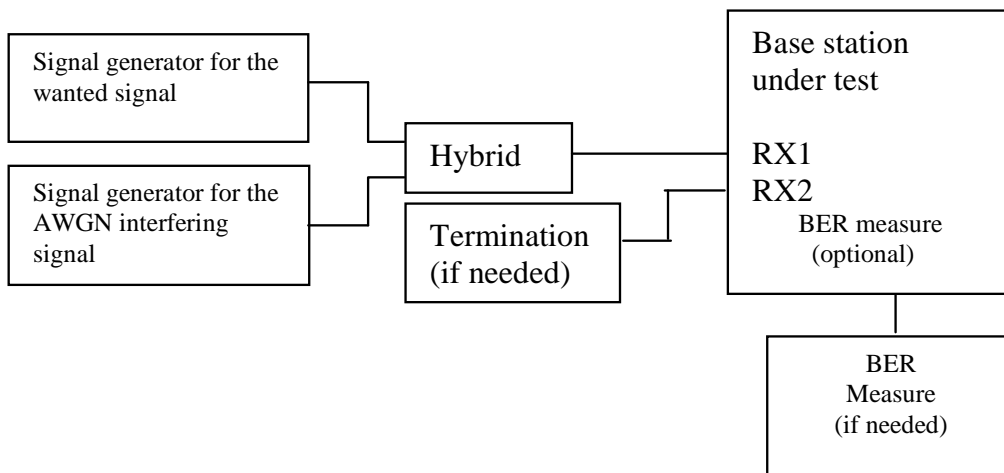 Signal generator for the
wanted signal
Signal generator for the
AWGN interfering
signal
Hybrid
Termination
(if needed)
Base station
under test
RX1
RX2
BER measure
(optional)
BER
Measure
(if needed)